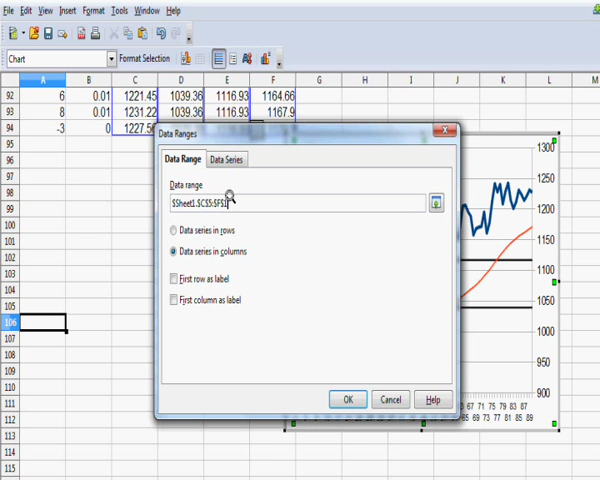 File Edit View Insert Format Tools Window Help
Chart Format Selection
A B C D E F G H I J K L M
92 6 0.01 1221.45 1039.36 1116.93 1164.66
93 8 0.01 1231.22 1039.36 1116.93 1167.9
94 -3 0 1227.56
95
96
97
98
99
100
101
102
103
104
105
106
107
108
109
110
111
112
113
114
115
Data Ranges
Data Range Data Series
Data range
$Sheet1.$C$5:$F$
Data series in rows
Data series in columns
First row as label
First column as label
OK Cancel Help
1300
1250
1200
1150
1100
1050
1000
950
900
67 71 75 79 83 87
65 69 73 77 81 85 89